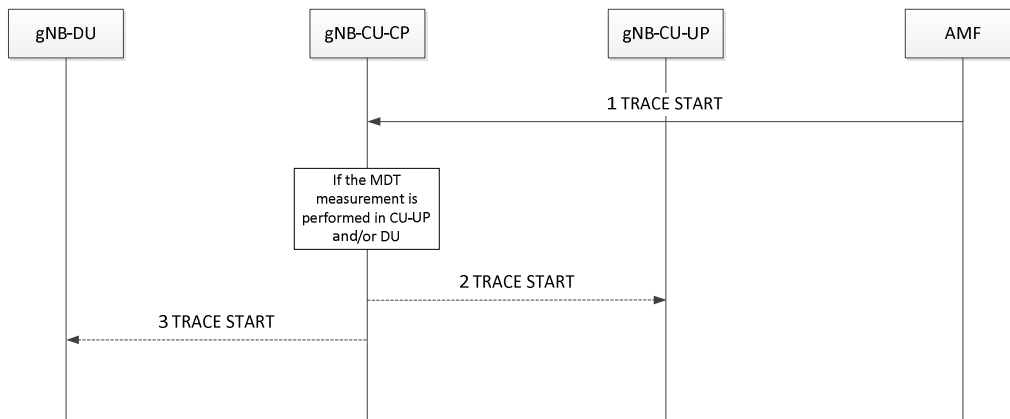 gNB-DU
gNB-CU-CP
gNB-CU-UP
AMF
1 TRACE START
If the MDT
measurement is
performed in CU-UP
and/or DU
2 TRACE START
3 TRACE START